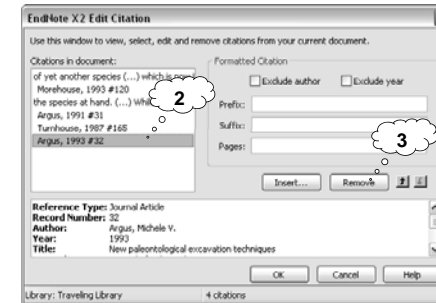 EndNote X2 Edit Citation
Use this window to view, select, edit and remove citations from your current document.
Citations in document:
Formatted Citation
of yet another species (...) which is
Morehouse, 1993 #120
the species at hand. (...) Whil
Argus, 1991 #31
Turnhouse, 1987 #165
Argus, 1993 #32
2
Exclude author
Exclude year
Prefix:
Suffix:
Pages:
3
Insert...
Remove
Reference Type: Journal Article
Record Number: 32
Author: Argus, Michele V.
Year: 1993
Title: New paleontological excavation techniques
OK
Cancel
Help
Library: Traveling Library
4 citations